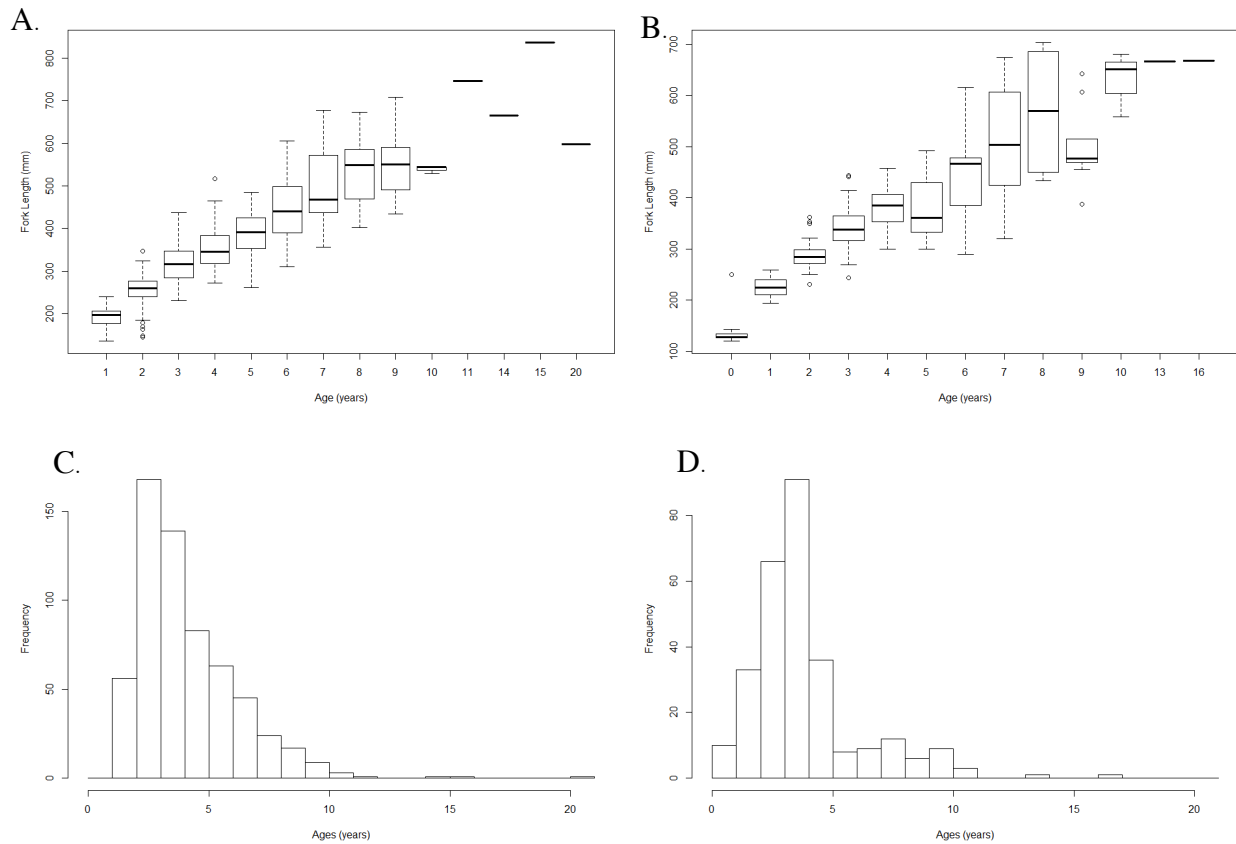 A.
Fork Length (mm)
200 300 400 500 600 700 800
1 2 3 4 5 6 7 8 9 10 11 14 15 20
Age (years)
B.
Fork Length (mm)
100 200 300 400 500 600 700
0 1 2 3 4 5 6 7 8 9 10 13 16
Age (years)
C.
Frequency
0 50 100 150
0 5 10 15 20
Ages (years)
D.
Frequency
0 20 40 60 80
0 5 10 15 20
Ages (years)